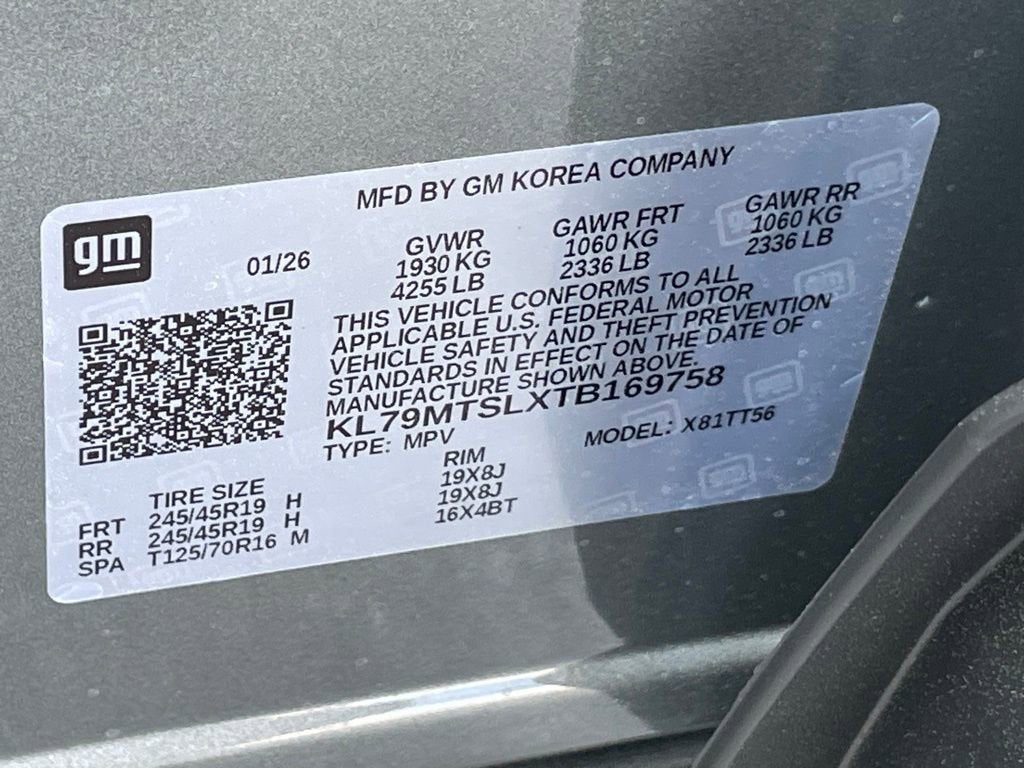 MFD BY GM KOREA COMPANY
gm
01/26
GVWR
1930 KG
4255 LB
GAWR FRT
1060 KG
2336 LB
GAWR RR
1060 KG
2336 LB
THIS VEHICLE CONFORMS TO ALL
APPLICABLE U.S. FEDERAL MOTOR
VEHICLE SAFETY AND THEFT PREVENTION
STANDARDS IN EFFECT ON THE DATE OF
MANUFACTURE SHOWN ABOVE.
KL79MTSLXTB169758
TYPE: MPV
MODEL: X81TT56
TIRE SIZE RIM
FRT 245/45R19 H 19X8J
RR 245/45R19 H 19X8J
SPA T125/70R16 M 16X4BT